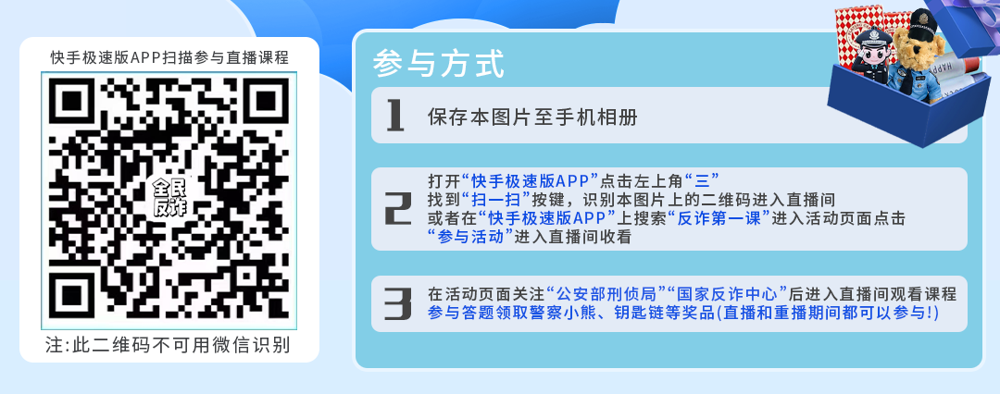 快手极速版APP扫描参与直播课程
全民
反诈
注:此二维码不可用微信识别
参与方式
1
保存本图片至手机相册
2
打开“快手极速版APP”点击左上角“三”
找到“扫一扫”按键，识别本图片上的二维码进入直播间
或者在“快手极速版APP”上搜索“反诈第一课”进入活动页面点击
“参与活动”进入直播间收看
3
在活动页面关注“公安部刑侦局”“国家反诈中心”后进入直播间观看课程
参与答题领取警察小熊、钥匙链等奖品(直播和重播期间都可以参与!)
HAPPY